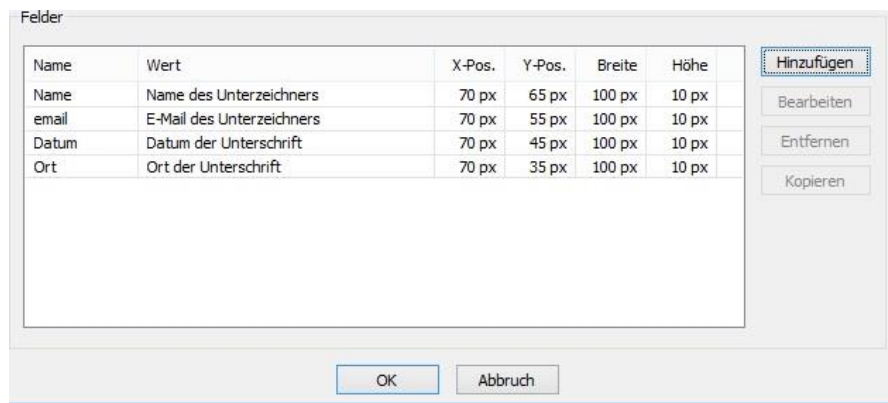 Felder
Name Wert X-Pos. Y-Pos. Breite Höhe
Name Name des Unterzeichners 70 px 65 px 100 px 10 px
email E-Mail des Unterzeichners 70 px 55 px 100 px 10 px
Datum Datum der Unterschrift 70 px 45 px 100 px 10 px
Ort Ort der Unterschrift 70 px 35 px 100 px 10 px
Hinzufügen
Bearbeiten
Entfernen
Kopieren
OK Abbruch